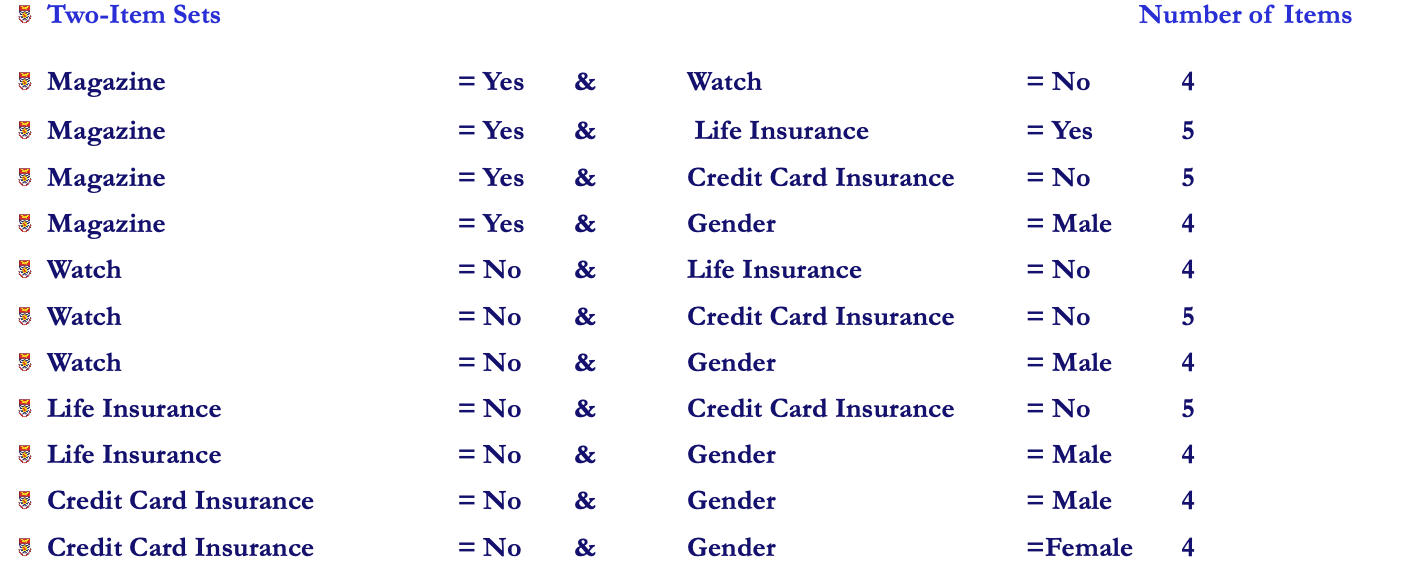 Two-Item Sets Number of Items
Magazine = Yes & Watch = No 4
Magazine = Yes & Life Insurance = Yes 5
Magazine = Yes & Credit Card Insurance = No 5
Magazine = Yes & Gender = Male 4
Watch = No & Life Insurance = No 4
Watch = No & Credit Card Insurance = No 5
Watch = No & Gender = Male 4
Life Insurance = No & Credit Card Insurance = No 5
Life Insurance = No & Gender = Male 4
Credit Card Insurance = No & Gender = Male 4
Credit Card Insurance = No & Gender =Female 4